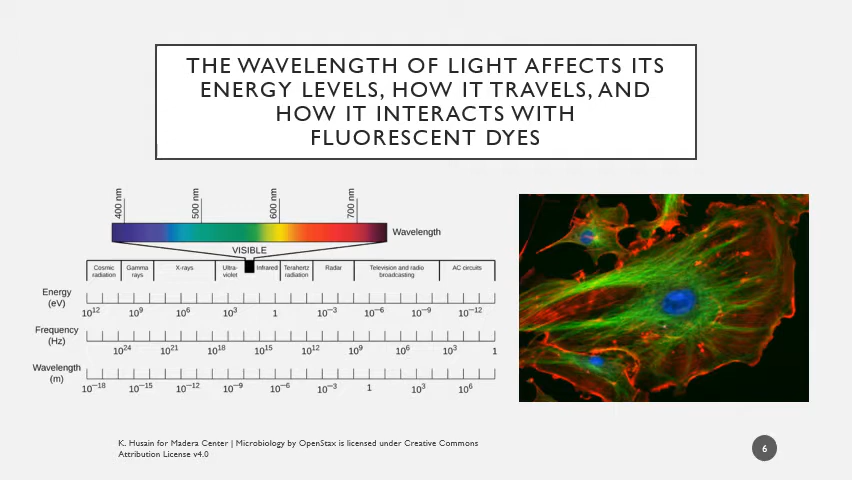 THE WAVELENGTH OF LIGHT AFFECTS ITS
ENERGY LEVELS, HOW IT TRAVELS, AND
HOW IT INTERACTS WITH
FLUORESCENT DYES
400 nm 500 nm 600 nm 700 nm
Wavelength
VISIBLE
Cosmic radiation Gamma rays X-rays Ultra-violet Infrared Terahertz radiation Radar Television and radio broadcasting AC circuits
Energy (eV)
10¹² 10⁹ 10⁶ 10³ 1 10⁻³ 10⁻⁶ 10⁻⁹ 10⁻¹²
Frequency (Hz)
10²⁴ 10²¹ 10¹⁸ 10¹⁵ 10¹² 10⁹ 10⁶ 10³ 1
Wavelength (m)
10⁻¹⁸ 10⁻¹⁵ 10⁻¹² 10⁻⁹ 10⁻⁶ 10⁻³ 1 10³ 10⁶
K. Husain for Madera Center | Microbiology by OpenStax is licensed under Creative Commons
Attribution License v4.0
6